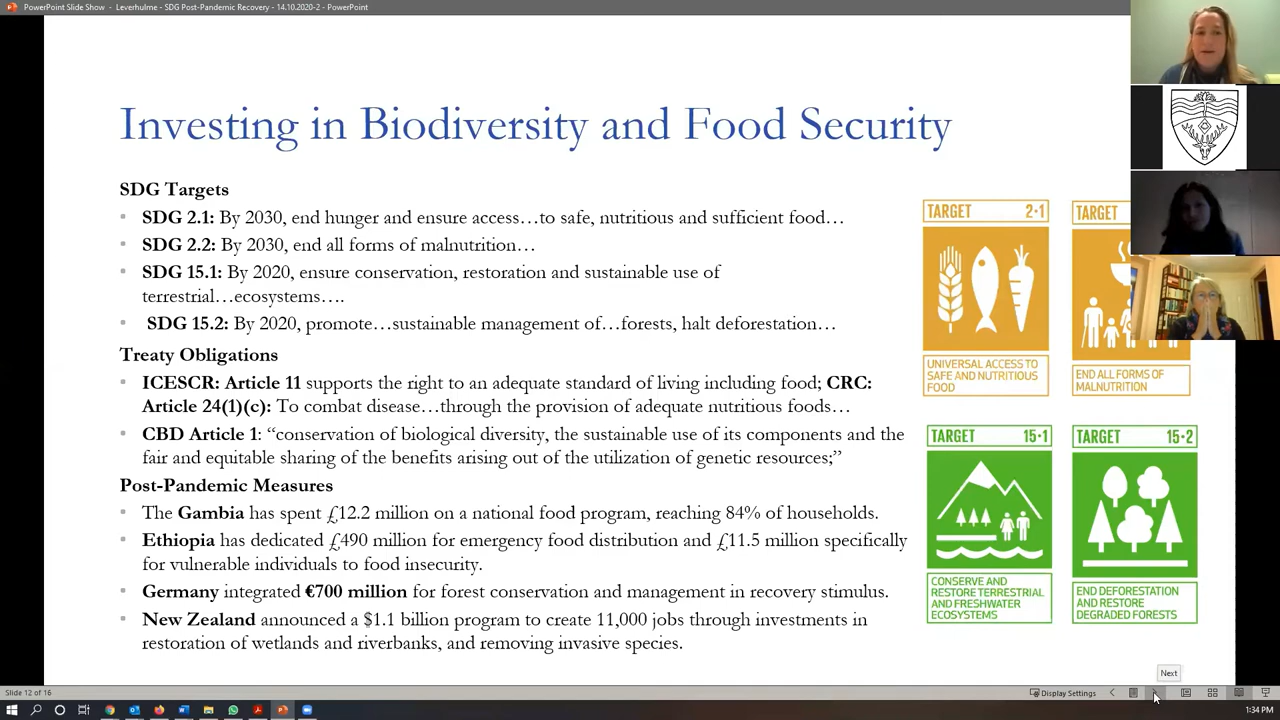 PowerPoint Slide Show - Leverhulme - SDG Post-Pandemic Recovery - 14.10.2020-2 - PowerPoint
Investing in Biodiversity and Food Security
SDG Targets
SDG 2.1: By 2030, end hunger and ensure access…to safe, nutritious and sufficient food…
SDG 2.2: By 2030, end all forms of malnutrition…
SDG 15.1: By 2020, ensure conservation, restoration and sustainable use of
terrestrial…ecosystems….
SDG 15.2: By 2020, promote…sustainable management of…forests, halt deforestation…
Treaty Obligations
ICESCR: Article 11 supports the right to an adequate standard of living including food; CRC:
Article 24(1)(c): To combat disease…through the provision of adequate nutritious foods…
CBD Article 1: “conservation of biological diversity, the sustainable use of its components and the
fair and equitable sharing of the benefits arising out of the utilization of genetic resources;”
Post-Pandemic Measures
The Gambia has spent £12.2 million on a national food program, reaching 84% of households.
Ethiopia has dedicated £490 million for emergency food distribution and £11.5 million specifically
for vulnerable individuals to food insecurity.
Germany integrated €700 million for forest conservation and management in recovery stimulus.
New Zealand announced a $1.1 billion program to create 11,000 jobs through investments in
restoration of wetlands and riverbanks, and removing invasive species.
TARGET 2·1
UNIVERSAL ACCESS TO
SAFE AND NUTRITIOUS
FOOD
TARGET
END ALL FORMS OF
MALNUTRITION
TARGET 15·1
CONSERVE AND
RESTORE TERRESTRIAL
AND FRESHWATER
ECOSYSTEMS
TARGET 15·2
END DEFORESTATION
AND RESTORE
DEGRADED FORESTS
Next
Slide 12 of 16
Display Settings
1:34 PM